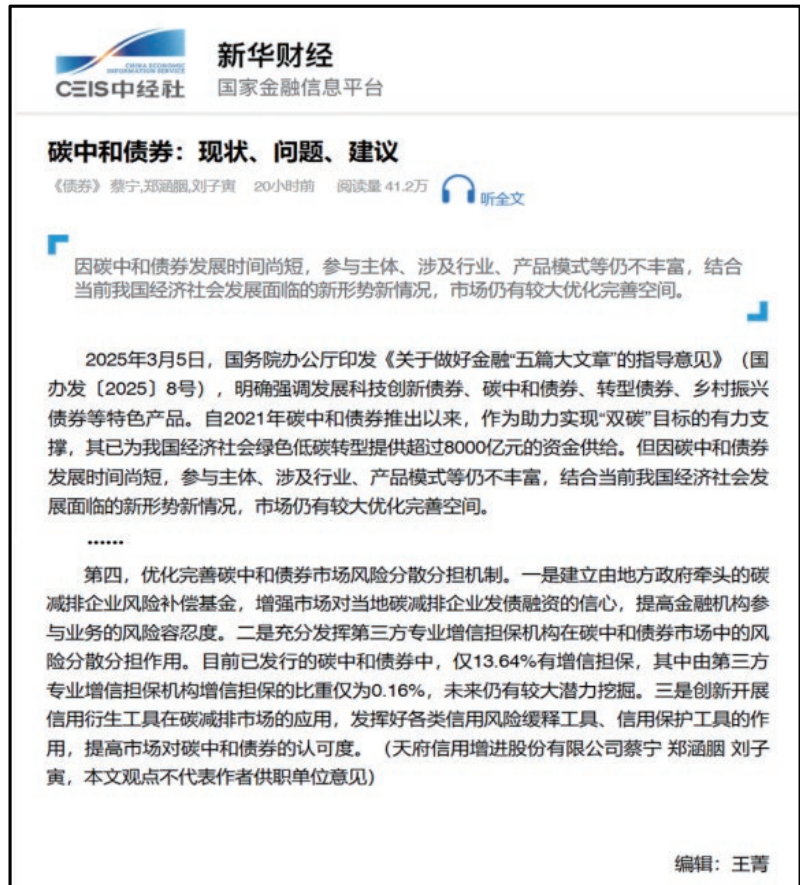 CHINA ECONOMIC
INFORMATION SERVICE
CEIS中经社
新华财经
国家金融信息平台
碳中和债券：现状、问题、建议
《债券》 蔡宁,郑涵胭,刘子寅 20小时前 阅读量 41.2万 听全文
因碳中和债券发展时间尚短，参与主体、涉及行业、产品模式等仍不丰富，结合
当前我国经济社会发展面临的新形势新情况，市场仍有较大优化完善空间。
2025年3月5日，国务院办公厅印发《关于做好金融“五篇大文章”的指导意见》（国
办发〔2025〕8号），明确强调发展科技创新债券、碳中和债券、转型债券、乡村振兴
债券等特色产品。自2021年碳中和债券推出以来，作为助力实现“双碳”目标的有力支
撑，其已为我国经济社会绿色低碳转型提供超过8000亿元的资金供给。但因碳中和债券
发展时间尚短，参与主体、涉及行业、产品模式等仍不丰富，结合当前我国经济社会发
展面临的新形势新情况，市场仍有较大优化完善空间。
······
第四，优化完善碳中和债券市场风险分散分担机制。一是建立由地方政府牵头的碳
减排企业风险补偿基金，增强市场对当地碳减排企业发债融资的信心，提高金融机构参
与业务的风险容忍度。二是充分发挥第三方专业增信担保机构在碳中和债券市场中的风
险分散分担作用。目前已发行的碳中和债券中，仅13.64%有增信担保，其中由第三方
专业增信担保机构增信担保的比重仅为0.16%，未来仍有较大潜力挖掘。三是创新开展
信用衍生工具在碳减排市场的应用，发挥好各类信用风险缓释工具、信用保护工具的作
用，提高市场对碳中和债券的认可度。（天府信用增进股份有限公司蔡宁 郑涵胭 刘子
寅，本文观点不代表作者供职单位意见）
编辑：王菁